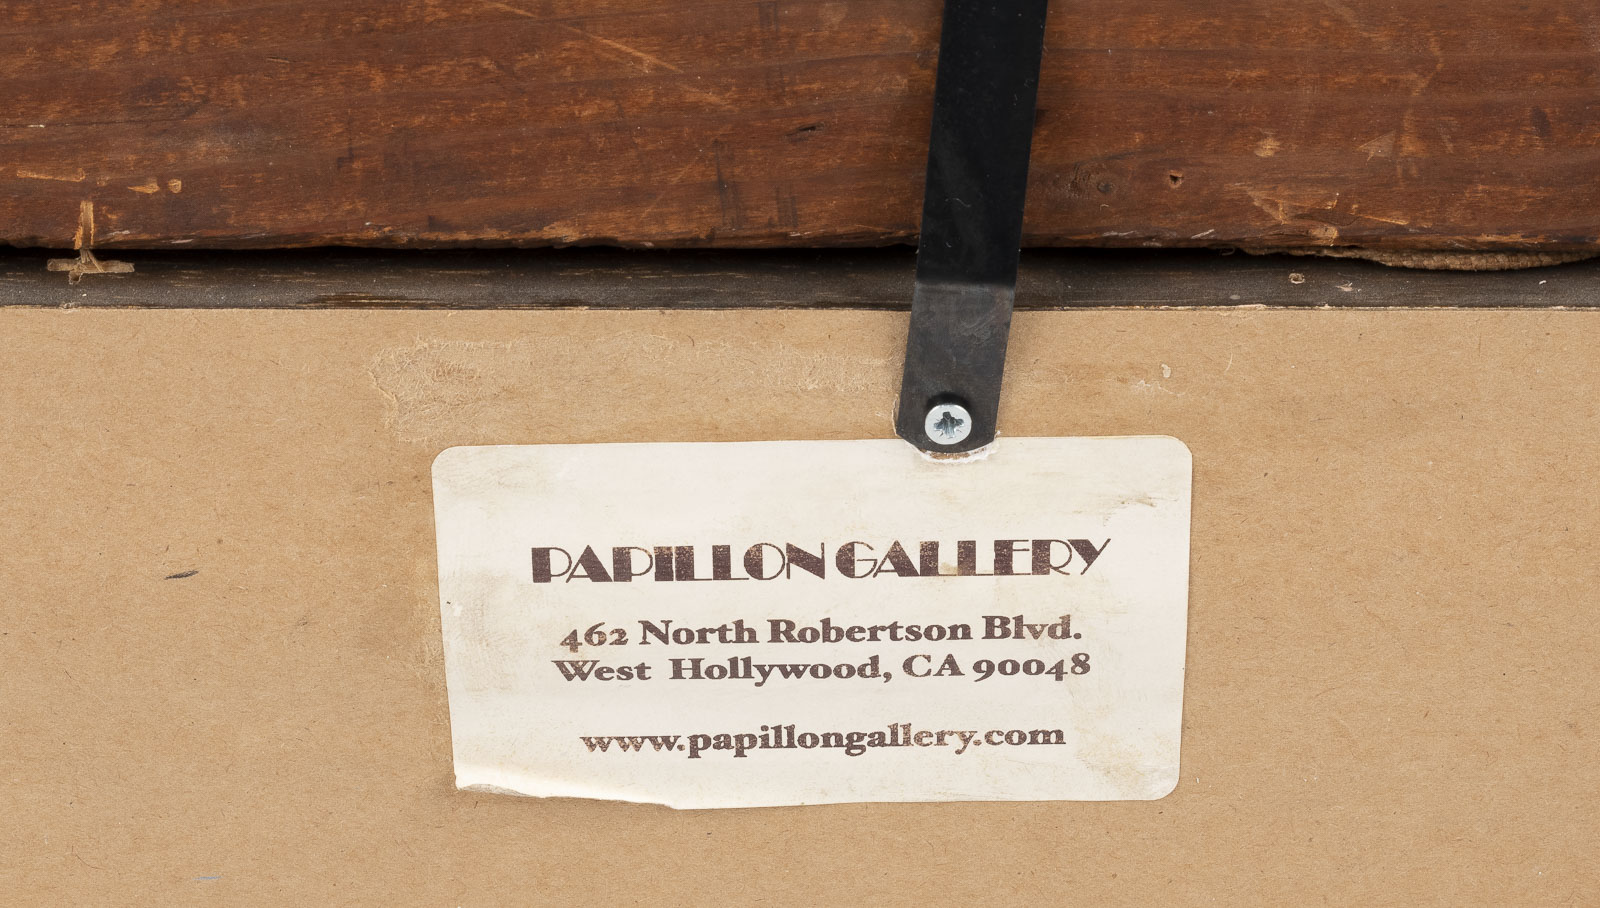 PAPILLON GALLERY
462 North Robertson Blvd.
West Hollywood, CA 90048
www.papillongallery.com